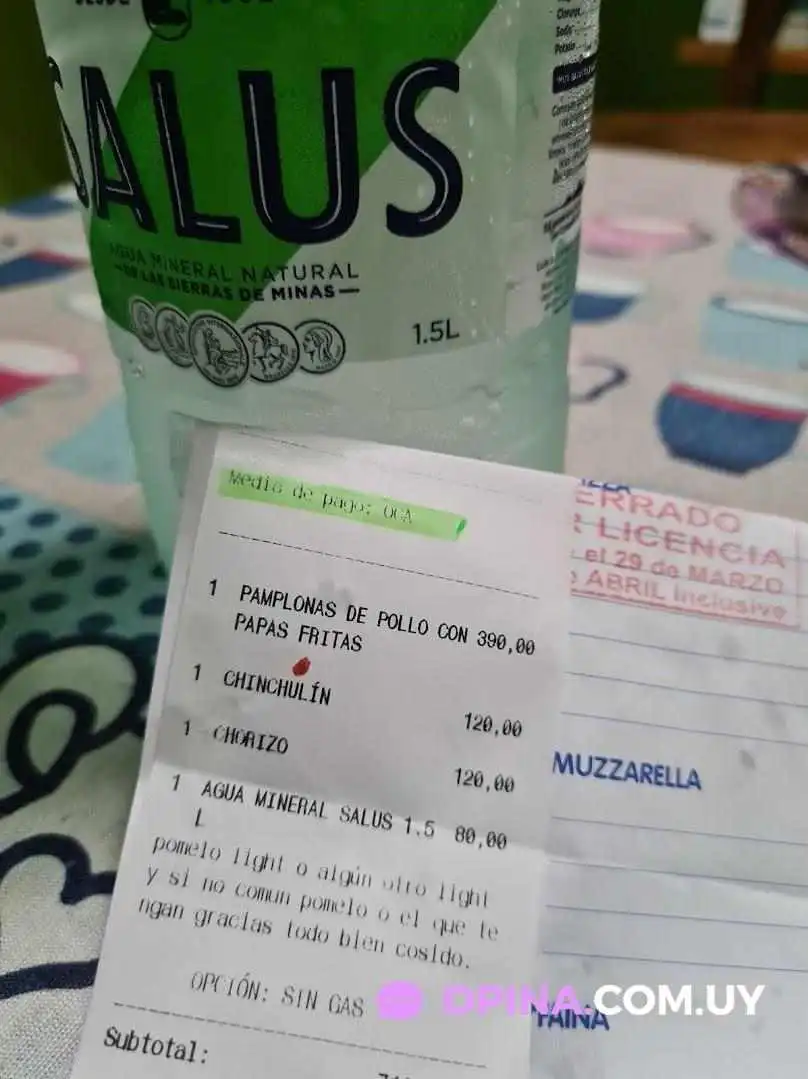 SALUS
AGUA MINERAL NATURAL
DE LAS SIERRAS DE MINAS
1.5L
Medio de pago: OCA
1 PAMPLONAS DE POLLO CON 390,00
PAPAS FRITAS
1 CHINCHULÍN
120,00
1 CHORIZO
120,00
1 AGUA MINERAL SALUS 1.5 80,00
L
pomelo light o algún otro light
y si no comun pomelo o el que te
ngan gracias todo bien cosido.
OPCIÓN: SIN GAS
Subtotal:
ERRADO
R LICENCIA
el 29 de MARZO
ABRIL inclusive
MUZZARELLA
FAINA
OPINA.COM.UY